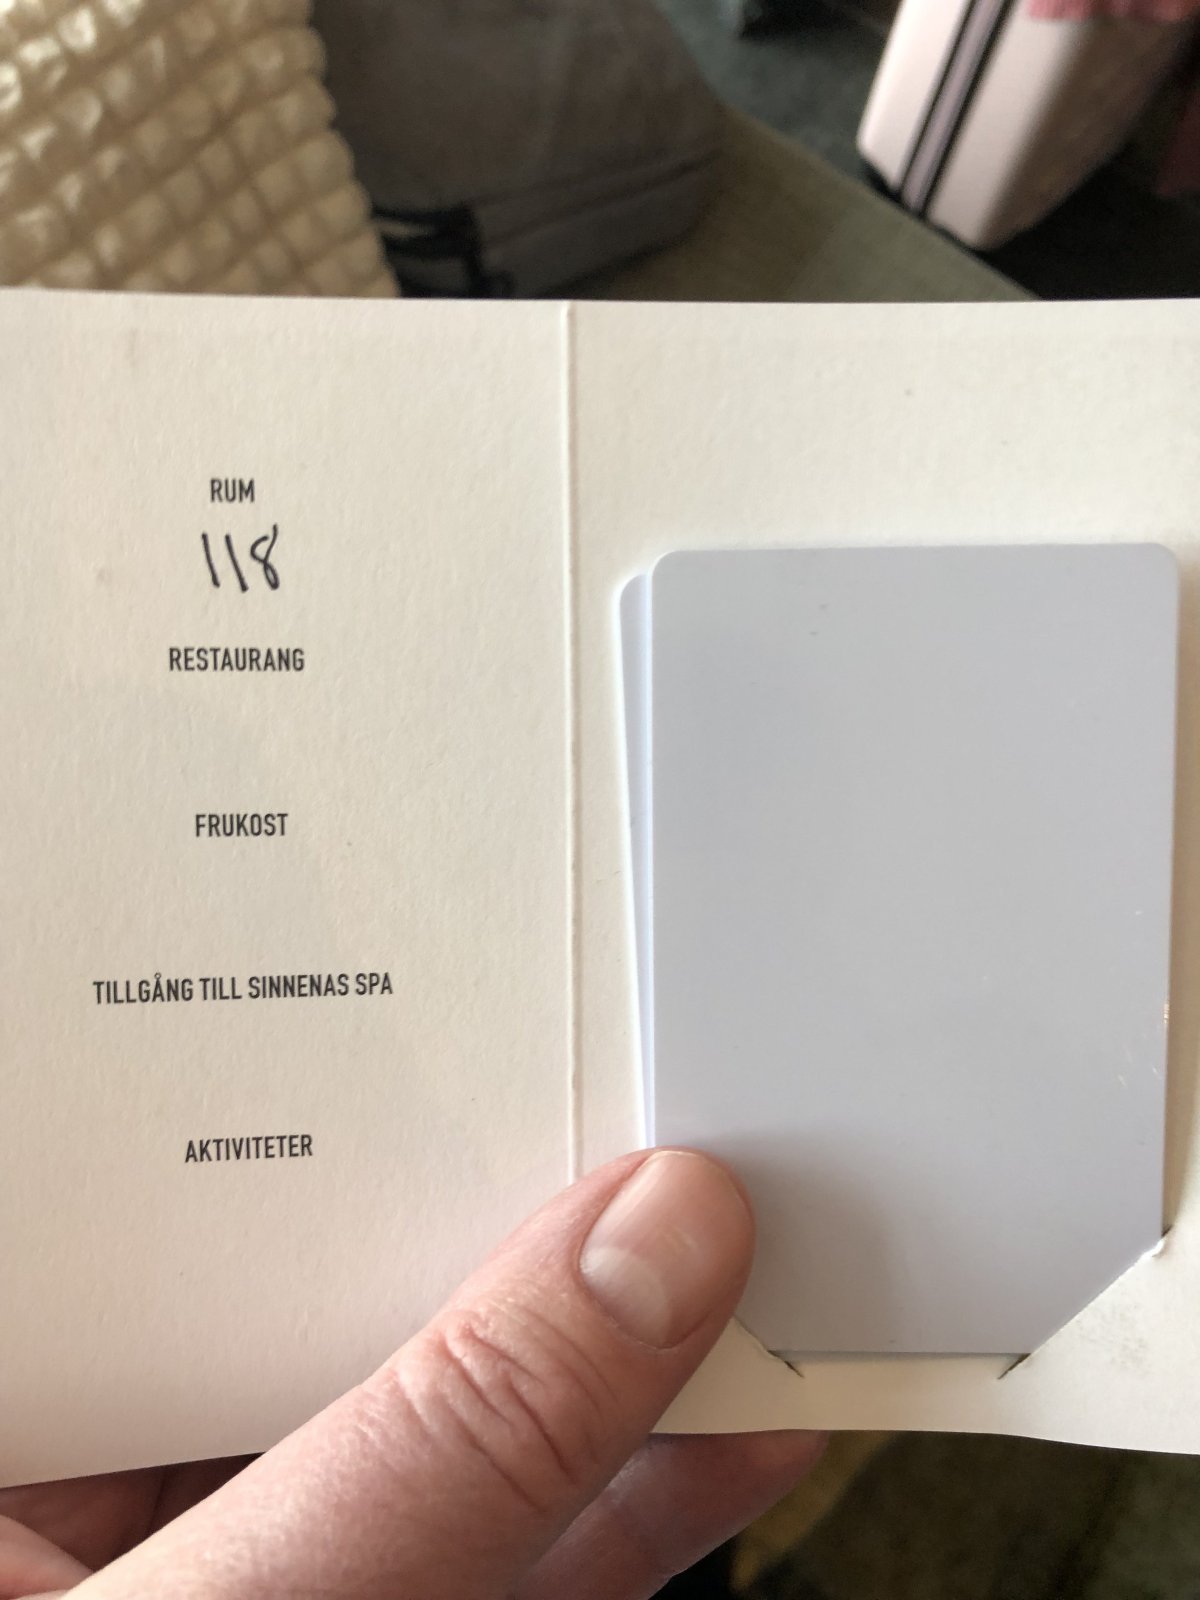 RUM
118
RESTAURANG
FRUKOST
TILLGÅNG TILL SINNENAS SPA
AKTIVITETER